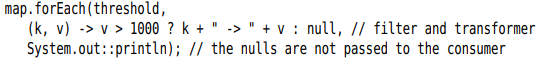 map.forEach(threshold,
(k, v) -> v > 1000 ? k + " -> " + v : null, // filter and transformer
System.out::println); // the nulls are not passed to the consumer